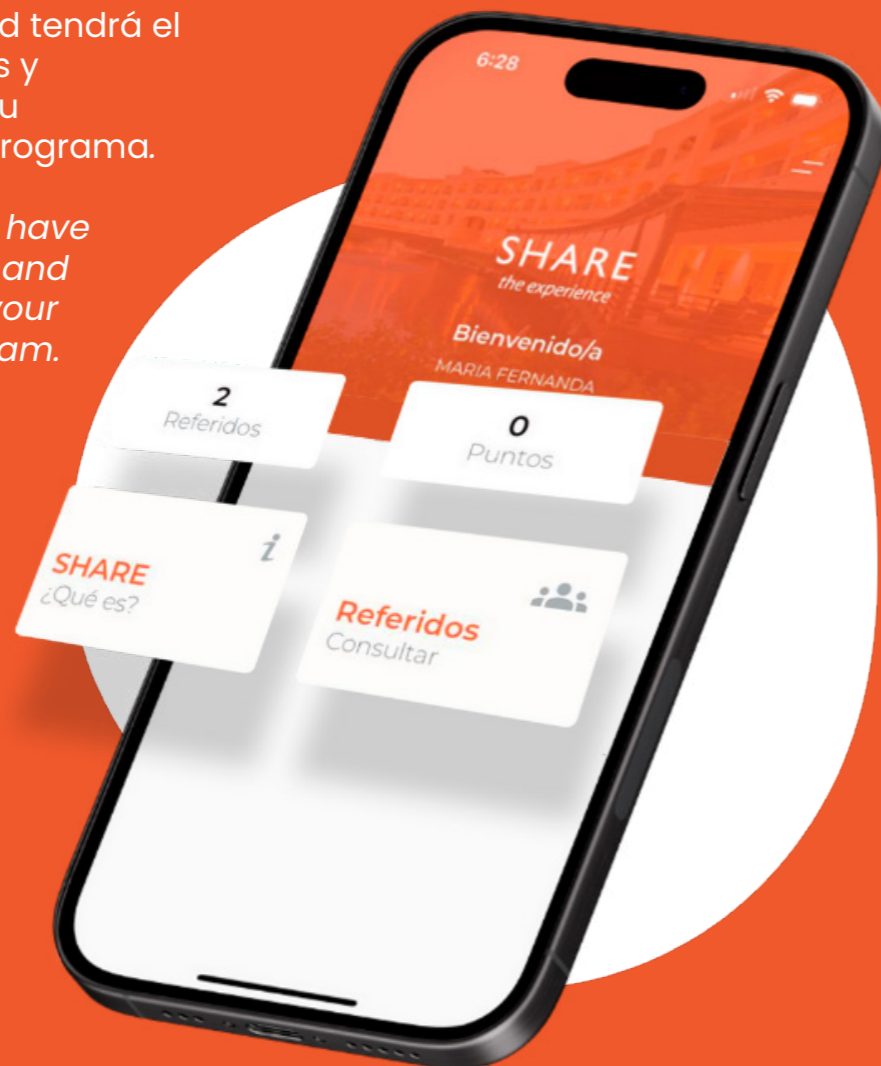 d tendrá el
s y
u
rograma.
have
and
your
am.
6:28
SHARE
the experience
Bienvenido/a
MARIA FERNANDA
2
Referidos
0
Puntos
SHARE
¿Qué es?
i
Referidos
Consultar